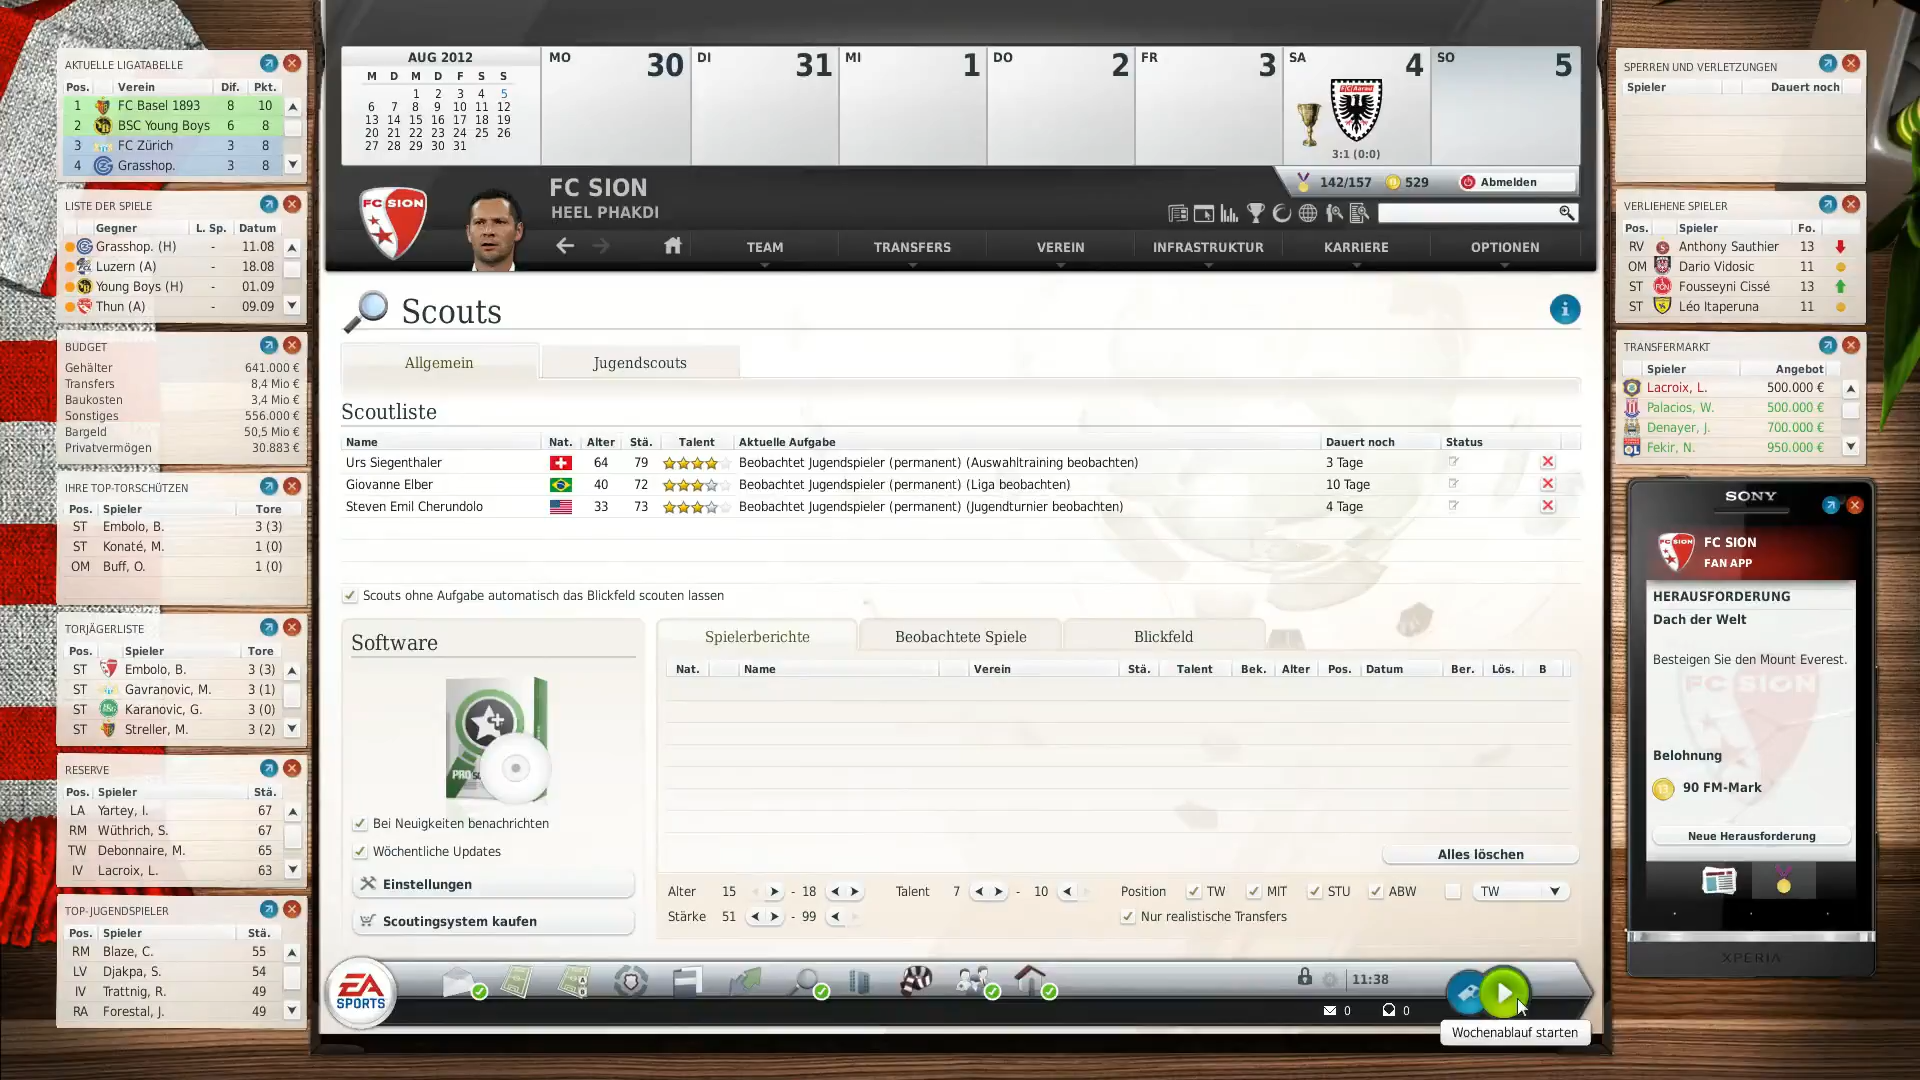 AUG 2012
M D M D F S S
1 2 3 4 5
6 7 8 9 10 11 12
13 14 15 16 17 18 19
20 21 22 23 24 25 26
27 28 29 30 31
MO 30
DI 31
MI 1
DO 2
FR 3
SA 4
3:1 (0:0)
SO 5
FC SION
HEEL PHAKDI
142/157 529 Abmelden
TEAM TRANSFERS VEREIN INFRASTRUKTUR KARRIERE OPTIONEN
AKTUELLE LIGATABELLE
Pos. Verein Dif. Pkt.
1 FC Basel 1893 8 10
2 BSC Young Boys 6 8
3 FC Zürich 3 8
4 Grasshop. 3 8
LISTE DER SPIELE
Gegner L. Sp. Datum
Grasshop. (H) - 11.08
Luzern (A) - 18.08
Young Boys (H) - 01.09
Thun (A) - 09.09
BUDGET
Gehälter 641.000 €
Transfers 8,4 Mio €
Baukosten 3,4 Mio €
Sonstiges 556.000 €
Bargeld 50,5 Mio €
Privatvermögen 30.883 €
IHRE TOP-TORSCHÜTZEN
Pos. Spieler Tore
ST Embolo, B. 3 (3)
ST Konaté, M. 1 (0)
OM Buff, O. 1 (0)
TORJÄGERLISTE
Pos. Spieler Tore
ST Embolo, B. 3 (3)
ST Gavranovic, M. 3 (1)
ST Karanovic, G. 3 (0)
ST Streller, M. 3 (2)
RESERVE
Pos. Spieler Stä.
LA Yartey, I. 67
RM Wüthrich, S. 67
TW Debonnaire, M. 65
IV Lacroix, L. 63
TOP-JUGENDSPIELER
Pos. Spieler Stä.
RM Blaze, C. 55
LV Djakpa, S. 54
IV Trattnig, R. 49
RA Forestal, J. 49
Scouts
Allgemein Jugendscouts
Scoutliste
Name Nat. Alter Stä. Talent Aktuelle Aufgabe Dauert noch Status
Urs Siegenthaler 64 79 Beobachtet Jugendspieler (permanent) (Auswahltraining beobachten) 3 Tage
Giovanne Elber 40 72 Beobachtet Jugendspieler (permanent) (Liga beobachten) 10 Tage
Steven Emil Cherundolo 33 73 Beobachtet Jugendspieler (permanent) (Jugendturnier beobachten) 4 Tage
Scouts ohne Aufgabe automatisch das Blickfeld scouten lassen
Software
Bei Neuigkeiten benachrichten
Wöchentliche Updates
Einstellungen
Scoutingsystem kaufen
Spielerberichte Beobachtete Spiele Blickfeld
Nat. Name Verein Stä. Talent Bek. Alter Pos. Datum Ber. Lös. B
Alles löschen
Alter 15 - 18 Talent 7 - 10 Position TW MIT STU ABW TW
Stärke 51 - 99 Nur realistische Transfers
EA SPORTS
11:38
0 0
Wochenablauf starten
SPERREN UND VERLETZUNGEN
Spieler Dauert noch
VERLIEHENE SPIELER
Pos. Spieler Fo.
RV Anthony Sauthier 13
OM Dario Vidosic 11
ST Fousseyni Cissé 13
ST Léo Itaperuna 11
TRANSFERMARKT
Spieler Angebot
Lacroix, L. 500.000 €
Palacios, W. 500.000 €
Denayer, J. 700.000 €
Fekir, N. 950.000 €
SONY
FC SION
FAN APP
HERAUSFORDERUNG
Dach der Welt
Besteigen Sie den Mount Everest.
Belohnung
90 FM-Mark
Neue Herausforderung
XPERIA